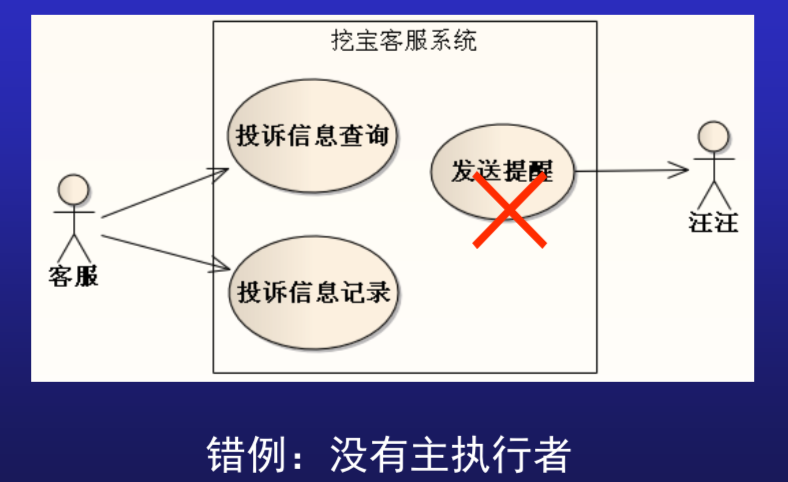 挖宝客服系统
投诉信息查询
发送提醒
客服
汪汪
投诉信息记录
错例：没有主执行者